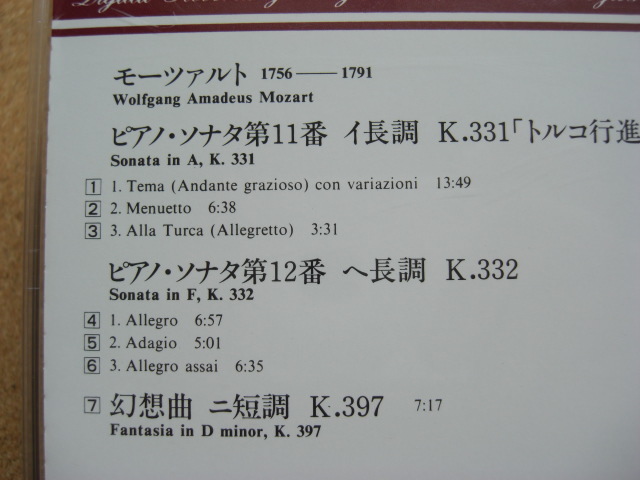 モーツァルト 1756——1791
Wolfgang Amadeus Mozart
ピアノ・ソナタ第11番 イ長調 K.331「トルコ行進
Sonata in A, K. 331
1 1. Tema (Andante grazioso) con variazioni 13:49
2 2. Menuetto 6:38
3 3. Alla Turca (Allegretto) 3:31
ピアノ・ソナタ第12番 ヘ長調 K.332
Sonata in F, K. 332
4 1. Allegro 6:57
5 2. Adagio 5:01
6 3. Allegro assai 6:35
7 幻想曲 ニ短調 K.397 7:17
Fantasia in D minor, K. 397